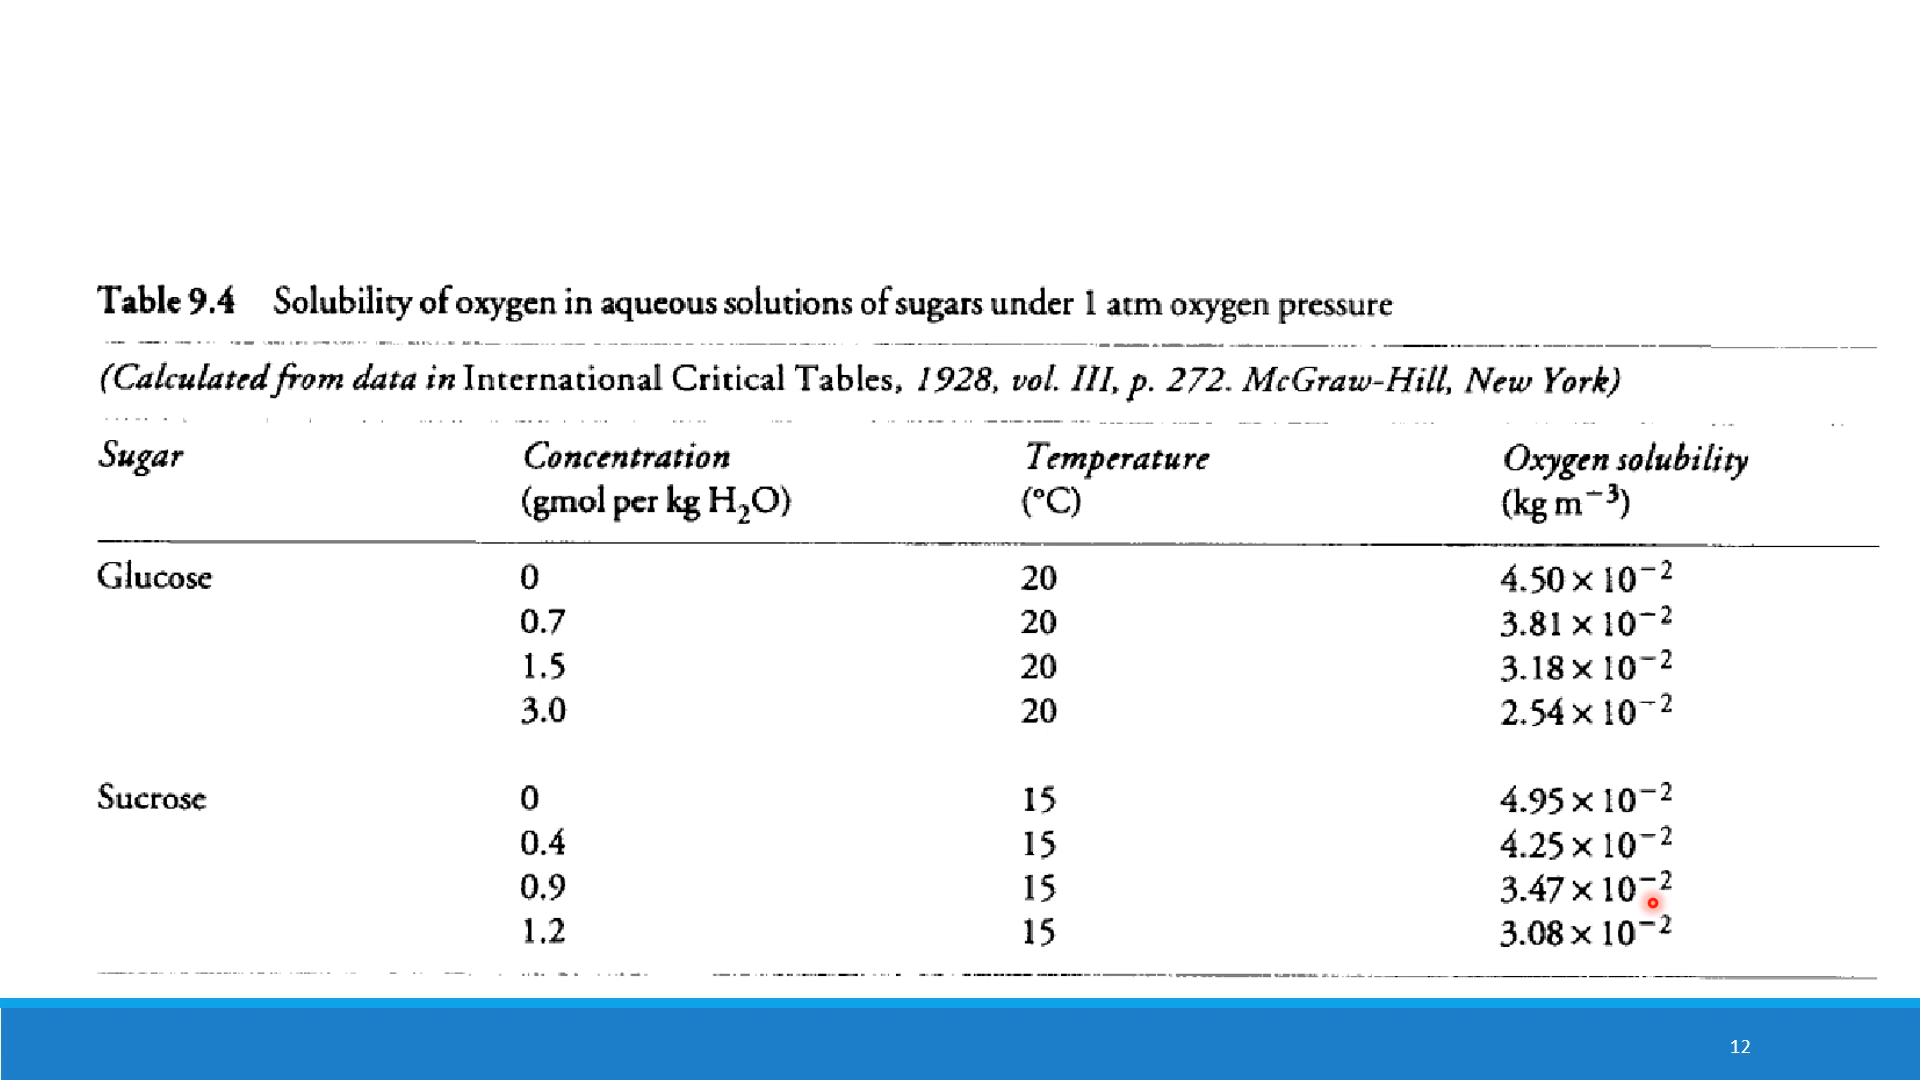 Table 9.4 Solubility of oxygen in aqueous solutions of sugars under 1 atm oxygen pressure
(Calculated from data in International Critical Tables, 1928, vol. III, p. 272. McGraw-Hill, New York)
Sugar Concentration Temperature Oxygen solubility
(gmol per kg H₂O) (°C) (kg m⁻³)
Glucose 0 20 4.50 × 10⁻²
0.7 20 3.81 × 10⁻²
1.5 20 3.18 × 10⁻²
3.0 20 2.54 × 10⁻²
Sucrose 0 15 4.95 × 10⁻²
0.4 15 4.25 × 10⁻²
0.9 15 3.47 × 10⁻²
1.2 15 3.08 × 10⁻²
12